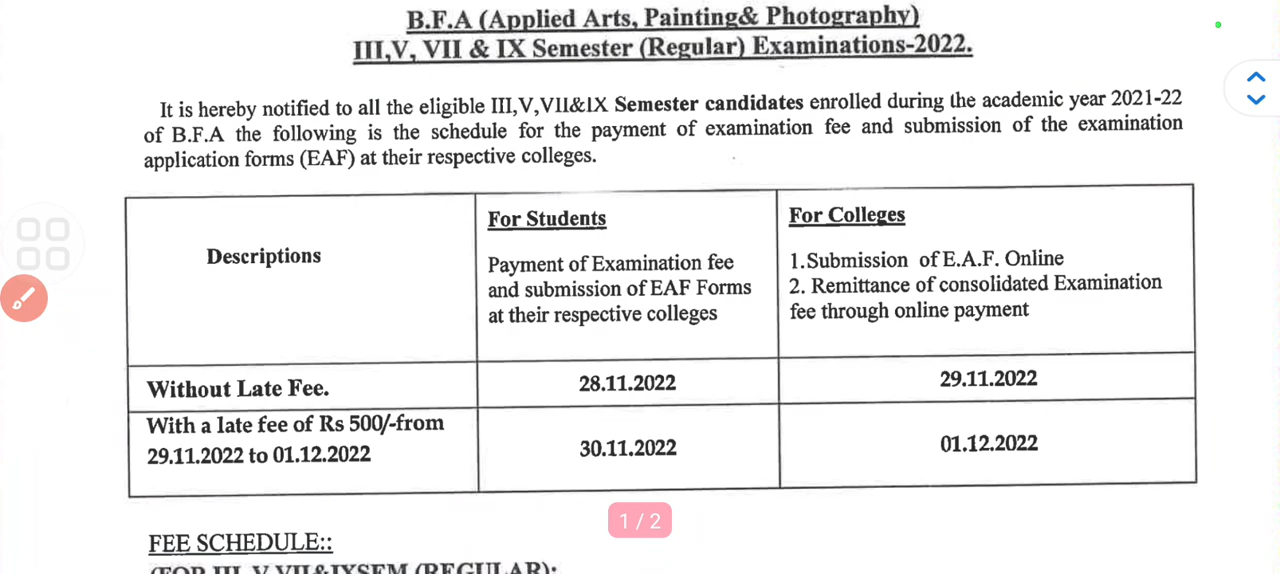 B.F.A (Applied Arts, Painting& Photography)
III,V, VII & IX Semester (Regular) Examinations-2022.
It is hereby notified to all the eligible III,V,VII&IX Semester candidates enrolled during the academic year 2021-22
of B.F.A the following is the schedule for the payment of examination fee and submission of the examination
application forms (EAF) at their respective colleges.
Descriptions
For Students
Payment of Examination fee
and submission of EAF Forms
at their respective colleges
For Colleges
1.Submission of E.A.F. Online
2. Remittance of consolidated Examination
fee through online payment
Without Late Fee.
28.11.2022
29.11.2022
With a late fee of Rs 500/-from
29.11.2022 to 01.12.2022
30.11.2022
01.12.2022
1 / 2
FEE SCHEDULE::
(FOR III, V VII&IXSEM (REGULAR):